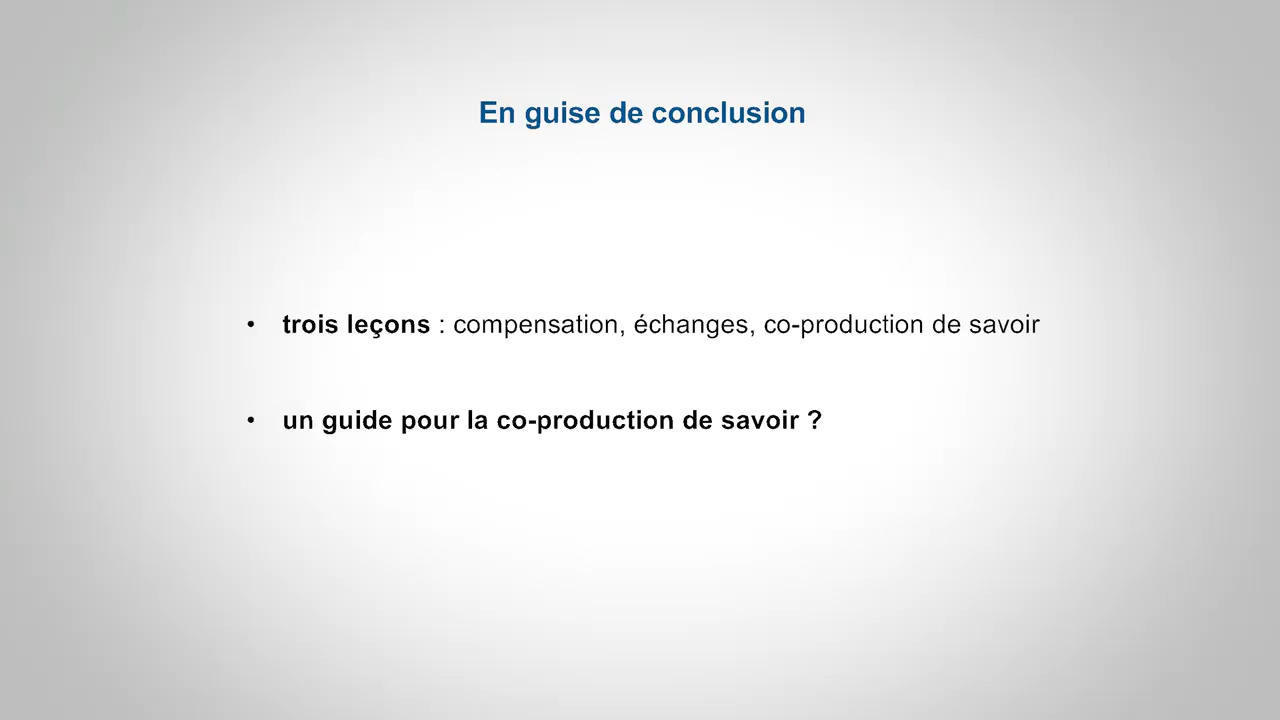 En guise de conclusion
• trois leçons : compensation, échanges, co-production de savoir
• un guide pour la co-production de savoir ?